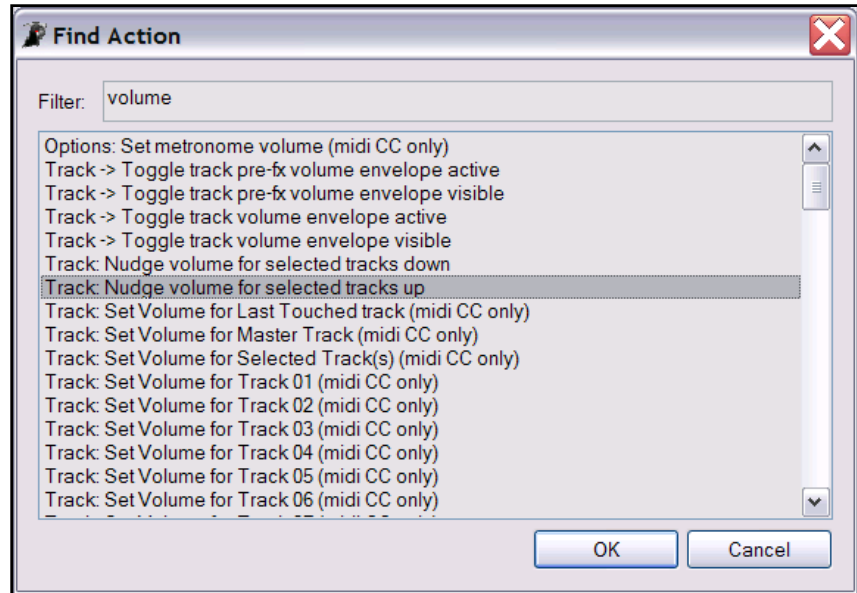 Find Action
Filter: volume
Options: Set metronome volume (midi CC only)
Track -> Toggle track pre-fx volume envelope active
Track -> Toggle track pre-fx volume envelope visible
Track -> Toggle track volume envelope active
Track -> Toggle track volume envelope visible
Track: Nudge volume for selected tracks down
Track: Nudge volume for selected tracks up
Track: Set Volume for Last Touched track (midi CC only)
Track: Set Volume for Master Track (midi CC only)
Track: Set Volume for Selected Track(s) (midi CC only)
Track: Set Volume for Track 01 (midi CC only)
Track: Set Volume for Track 02 (midi CC only)
Track: Set Volume for Track 03 (midi CC only)
Track: Set Volume for Track 04 (midi CC only)
Track: Set Volume for Track 05 (midi CC only)
Track: Set Volume for Track 06 (midi CC only)
OK Cancel